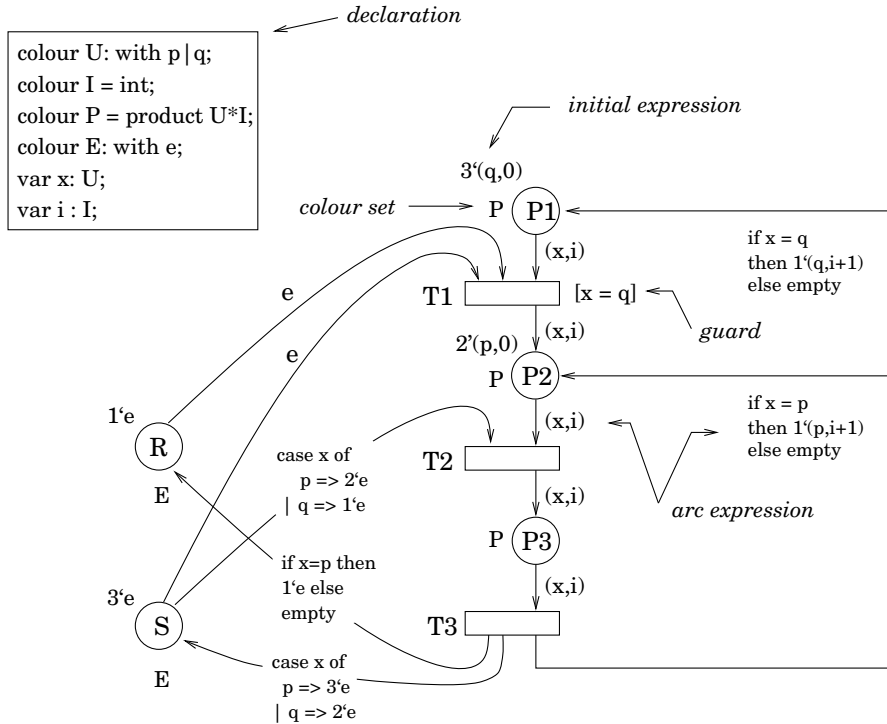 declaration
colour U: with p | q;
colour I = int;
colour P = product U*I;
colour E: with e;
var x: U;
var i : I;
initial expression
3‘(q,0)
colour set
P
P1
(x,i)
if x = q
then 1‘(q,i+1)
else empty
e
T1
[x = q]
guard
(x,i)
e
2’(p,0)
P
P2
(x,i)
if x = p
then 1‘(p,i+1)
else empty
1‘e
R
E
case x of
p => 2‘e
| q => 1‘e
T2
(x,i)
arc expression
P
P3
(x,i)
if x=p then
1‘e else
empty
3‘e
S
E
T3
case x of
p => 3‘e
| q => 2‘e